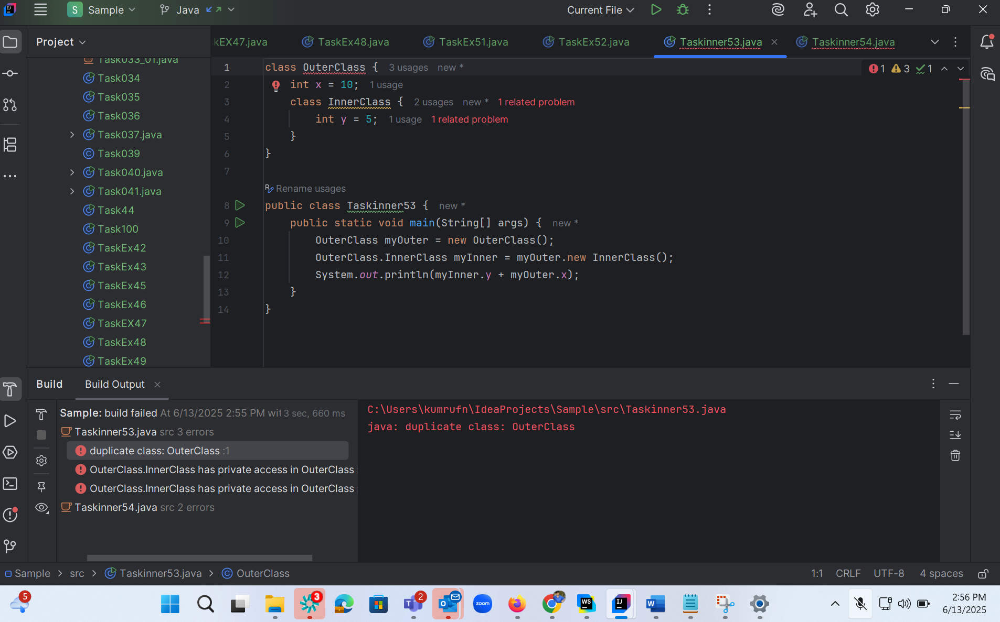 S Sample Java Current File
Project
kEX47.java TaskEx48.java TaskEx51.java TaskEx52.java Taskinner53.java Taskinner54.java
Task033_01.java
Task034
Task035
Task036
Task037.java
Task039
Task040.java
Task041.java
Task44
Task100
TaskEx42
TaskEx43
TaskEx45
TaskEx46
TaskEX47
TaskEx48
TaskEx49
1 class OuterClass { 3 usages new * 1 3 1
2 int x = 10; 1 usage
3 class InnerClass { 2 usages new * 1 related problem
4 int y = 5; 1 usage 1 related problem
5 }
6 }
7
Rename usages
8 public class Taskinner53 { new *
9 public static void main(String[] args) { new *
10 OuterClass myOuter = new OuterClass();
11 OuterClass.InnerClass myInner = myOuter.new InnerClass();
12 System.out.println(myInner.y + myOuter.x);
13 }
14 }
Build Build Output
Sample: build failed At 6/13/2025 2:55 PM wit 3 sec, 660 ms
Taskinner53.java src 3 errors
duplicate class: OuterClass :1
OuterClass.InnerClass has private access in OuterClass
OuterClass.InnerClass has private access in OuterClass
Taskinner54.java src 2 errors
C:\Users\kumrufn\IdeaProjects\Sample\src\Taskinner53.java
java: duplicate class: OuterClass
Sample > src > Taskinner53.java > OuterClass 1:1 CRLF UTF-8 4 spaces
5 3 2 zoom WS IJ W
2:56 PM
6/13/2025